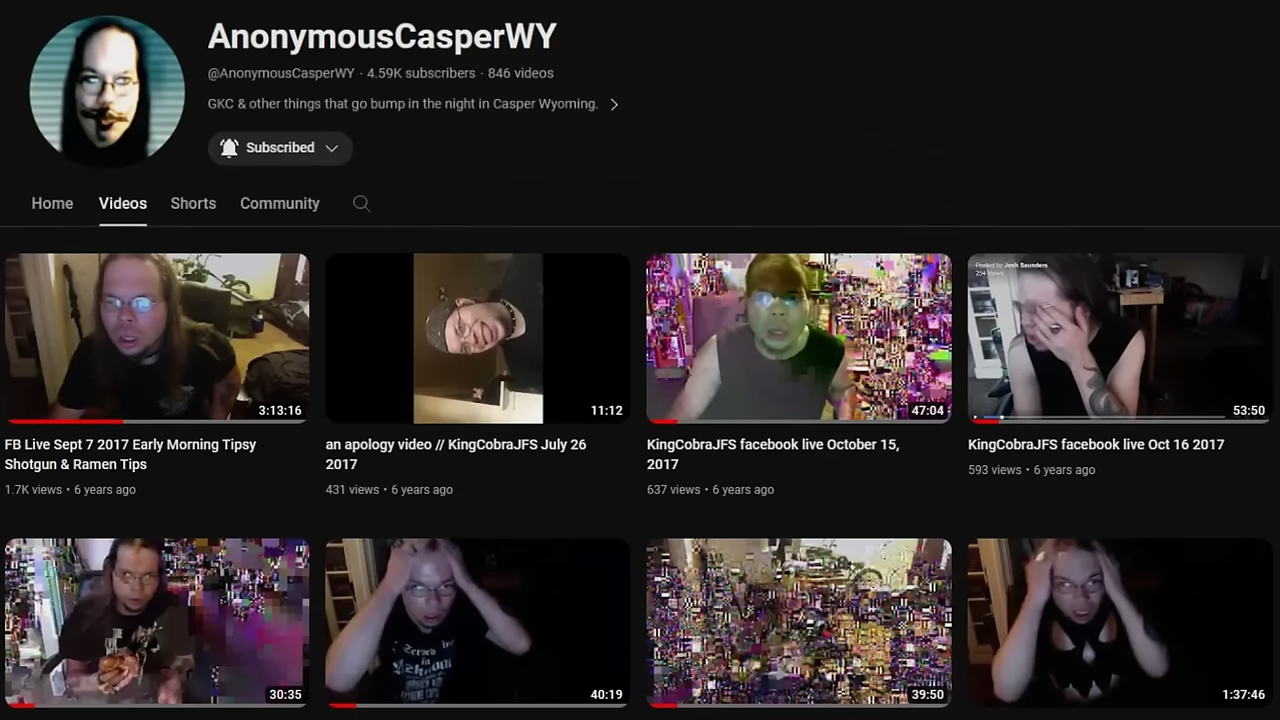 AnonymousCasperWY
@AnonymousCasperWY · 4.59K subscribers · 846 videos
GKC & other things that go bump in the night in Casper Wyoming.
Subscribed
Home Videos Shorts Community
Posted by Josh Saunders
254 Views
3:13:16 11:12 47:04 53:50
FB Live Sept 7 2017 Early Morning Tipsy
Shotgun & Ramen Tips
1.7K views • 6 years ago
an apology video // KingCobraJFS July 26
2017
431 views • 6 years ago
KingCobraJFS facebook live October 15,
2017
637 views • 6 years ago
KingCobraJFS facebook live Oct 16 2017
593 views • 6 years ago
30:35 40:19 39:50 1:37:46